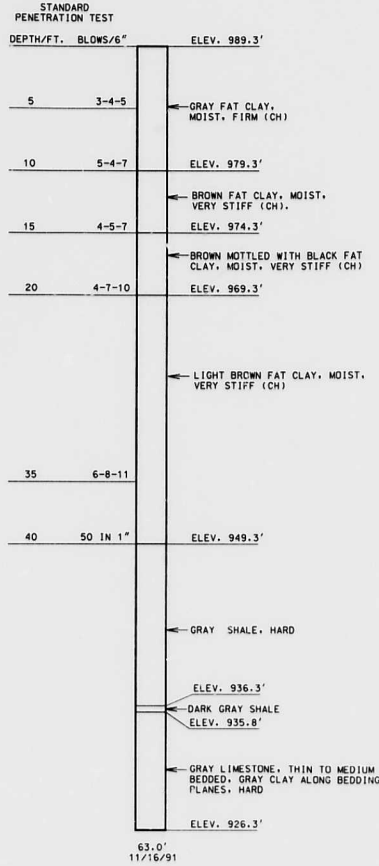 STANDARD
PENETRATION TEST
DEPTH/FT. BLOWS/6"
ELEV. 989.3'
5 3-4-5
GRAY FAT CLAY,
MOIST, FIRM (CH)
10 5-4-7 ELEV. 979.3'
BROWN FAT CLAY, MOIST,
VERY STIFF (CH).
15 4-5-7 ELEV. 974.3'
BROWN MOTTLED WITH BLACK FAT
CLAY, MOIST, VERY STIFF (CH)
20 4-7-10 ELEV. 969.3'
LIGHT BROWN FAT CLAY, MOIST,
VERY STIFF (CH)
35 6-8-11
40 50 IN 1" ELEV. 949.3'
GRAY SHALE, HARD
ELEV. 936.3'
DARK GRAY SHALE
ELEV. 935.8'
GRAY LIMESTONE, THIN TO MEDIUM
BEDDED, GRAY CLAY ALONG BEDDING
PLANES, HARD
ELEV. 926.3'
63.0'
11/16/91